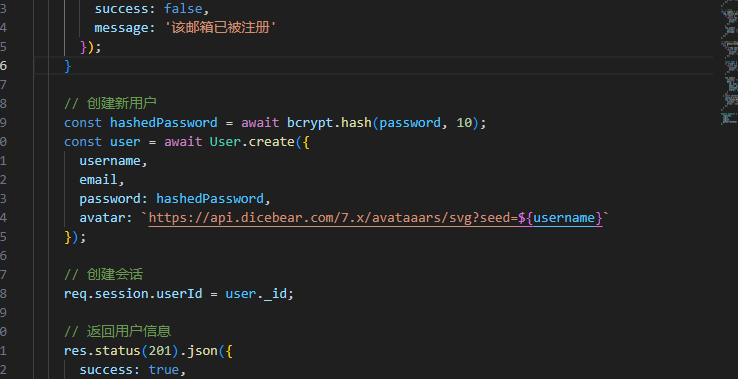 3 success: false,
4 message: '该邮箱已被注册'
5 });
6 }
7
8 // 创建新用户
9 const hashedPassword = await bcrypt.hash(password, 10);
0 const user = await User.create({
1 username,
2 email,
3 password: hashedPassword,
4 avatar: `https://api.dicebear.com/7.x/avataaars/svg?seed=${username}`
5 });
6
7 // 创建会话
8 req.session.userId = user._id;
9
0 // 返回用户信息
1 res.status(201).json({
2 success: true,